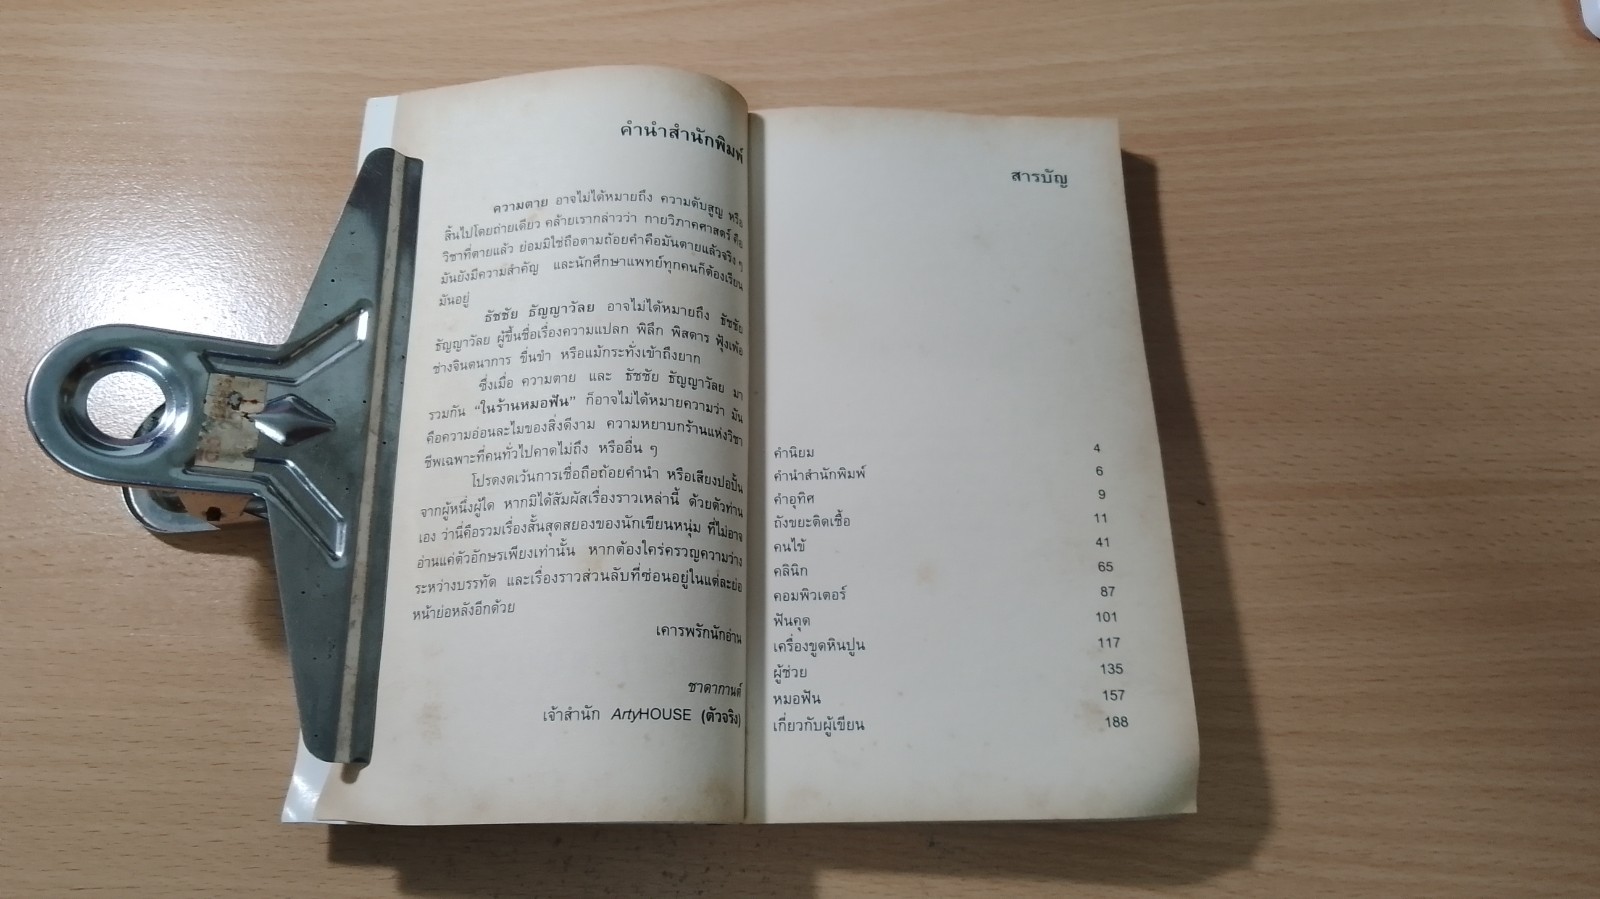 คำนำสำนักพิมพ์
ความตาย อาจไม่ได้หมายถึง ความดับสูญ หรือ
สิ้นไปโดยถ่ายเดียว คล้ายเรากล่าวว่า กายวิภาคศาสตร์ คือ
วิชาที่ตายแล้ว ย่อมมิใช่ถือตามถ้อยคำคือมันตายแล้วจริง ๆ
มันยังมีความสำคัญ และนักศึกษาแพทย์ทุกคนก็ต้องเรียน
มันอยู่
ธัชชัย ธัญญาวัลย อาจไม่ได้หมายถึง ธัชชัย
ธัญญาวัลย ผู้ขึ้นชื่อเรื่องความแปลก พิลึก พิสดาร ฟุ้งเฟ้อ
ช่างจินตนาการ ขื่นขำ หรือแม้กระทั่งเข้าถึงยาก
ซึ่งเมื่อ ความตาย และ ธัชชัย ธัญญาวัลย มา
รวมกัน "ในร้านหมอฟัน" ก็อาจไม่ได้หมายความว่า มัน
คือความอ่อนละไมของสิ่งดีงาม ความหยาบกร้านแห่งวิชา
ชีพเฉพาะที่คนทั่วไปคาดไม่ถึง หรืออื่น ๆ
โปรดงดเว้นการเชื่อถือถ้อยคำนำ หรือเสียงปอปั้น
จากผู้หนึ่งผู้ใด หากมิได้สัมผัสเรื่องราวเหล่านี้ ด้วยตัวท่าน
เอง ว่านี่คือรวมเรื่องสั้นสุดสยองของนักเขียนหนุ่ม ที่ไม่อาจ
อ่านแค่ตัวอักษรเพียงเท่านั้น หากต้องใคร่ครวญความว่าง
ระหว่างบรรทัด และเรื่องราวส่วนลับที่ซ่อนอยู่ในแต่ละย่อ
หน้าย่อหลังอีกด้วย
เคารพรักนักอ่าน
ชาดากานต์
เจ้าสำนัก ArtyHOUSE (ตัวจริง)
สารบัญ
คำนิยม 4
คำนำสำนักพิมพ์ 6
คำอุทิศ 9
ถังขยะติดเชื้อ 11
คนไข้ 41
คลินิก 65
คอมพิวเตอร์ 87
ฟันคุด 101
เครื่องขูดหินปูน 117
ผู้ช่วย 135
หมอฟัน 157
เกี่ยวกับผู้เขียน 188